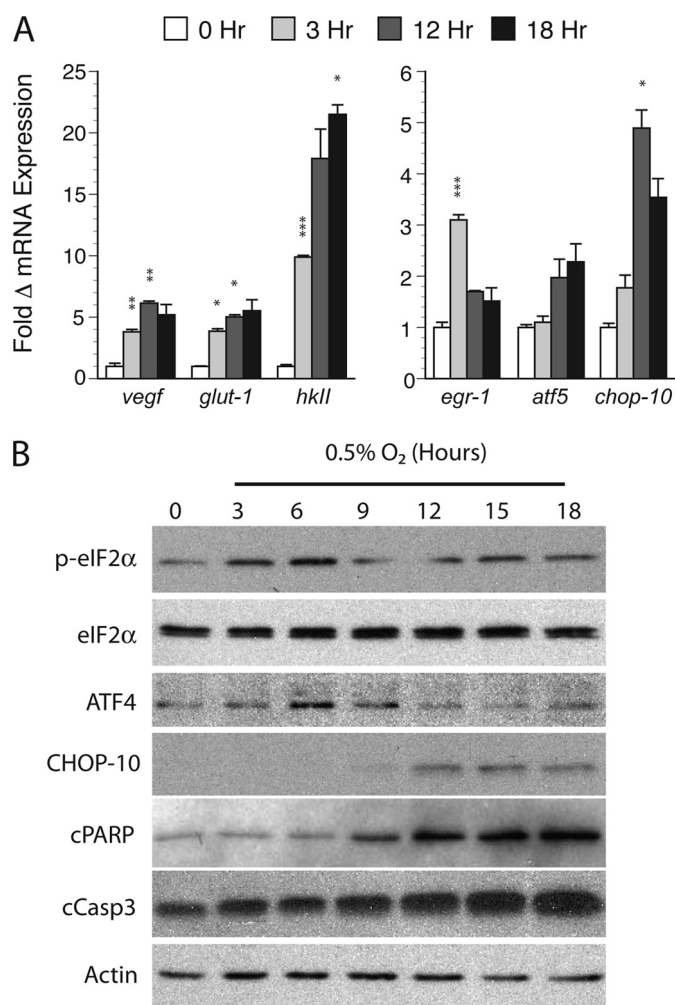 A
0 Hr 3 Hr 12 Hr 18 Hr
Fold Δ mRNA Expression
25
20
15
10
5
0
** ** * * *** *
vegf glut-1 hkII
6
5
4
3
2
1
0
*** *
egr-1 atf5 chop-10
B
0.5% O₂ (Hours)
0 3 6 9 12 15 18
p-eIF2α
eIF2α
ATF4
CHOP-10
cPARP
cCasp3
Actin